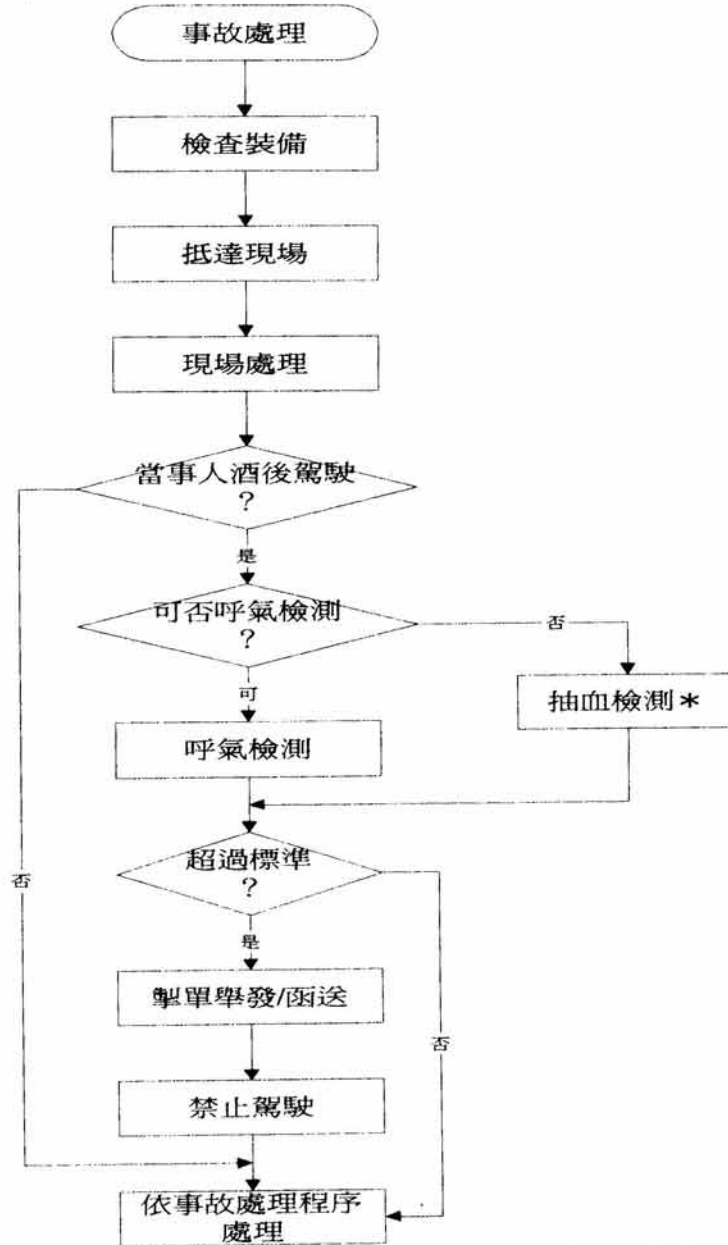 事故處理
檢查裝備
抵達現場
現場處理
當事人酒後駕駛
?
是
可否呼氣檢測
?
否
可
抽血檢測*
呼氣檢測
超過標準
?
否
是
掣單舉發/函送
否
禁止駕駛
依事故處理程序
處理